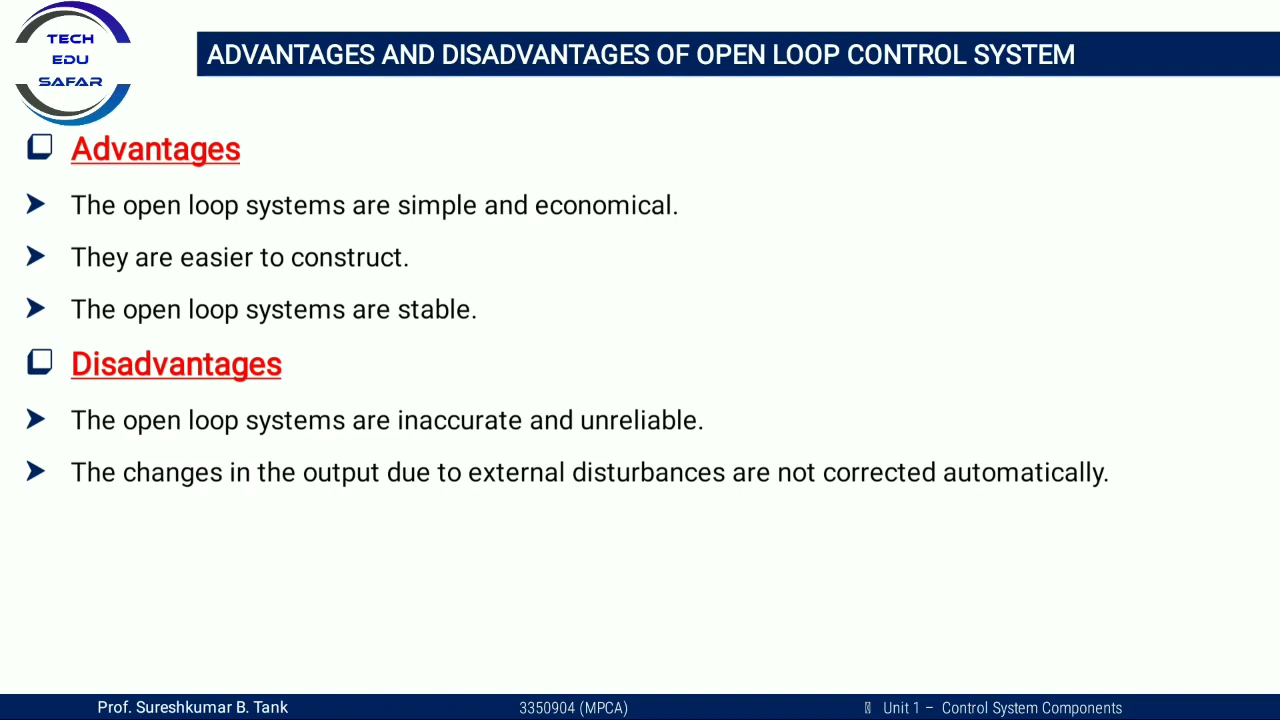 TECH
EDU
SAFAR
ADVANTAGES AND DISADVANTAGES OF OPEN LOOP CONTROL SYSTEM
Advantages
The open loop systems are simple and economical.
They are easier to construct.
The open loop systems are stable.
Disadvantages
The open loop systems are inaccurate and unreliable.
The changes in the output due to external disturbances are not corrected automatically.
Prof. Sureshkumar B. Tank
3350904 (MPCA)
Unit 1 – Control System Components